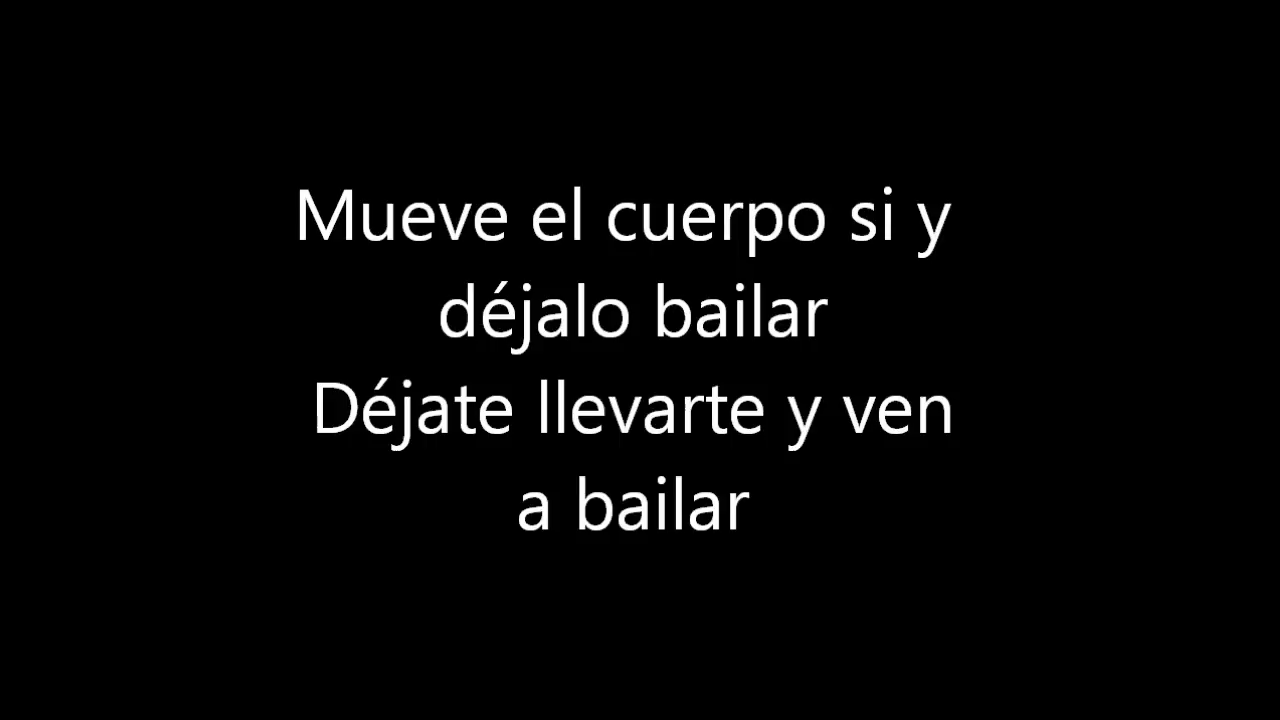 Mueve el cuerpo si y
déjalo bailar
Déjate llevarte y ven
a bailar